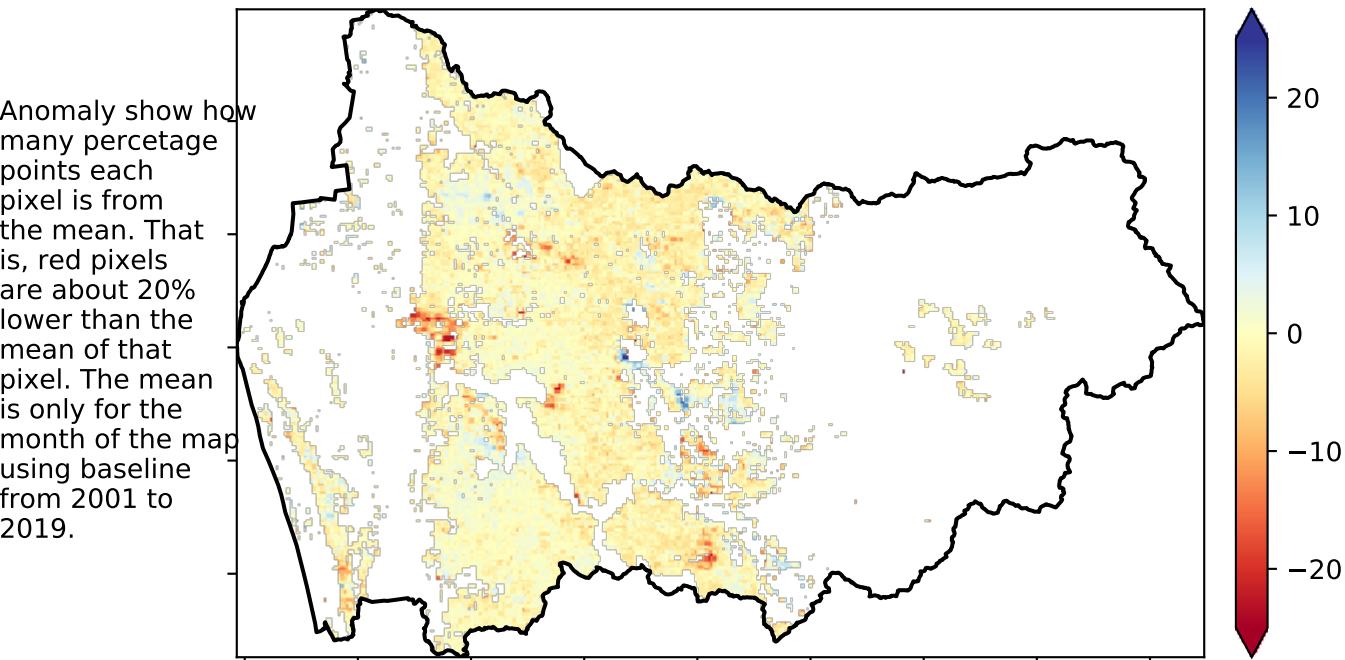 Anomaly show how
many percetage
points each
pixel is from
the mean. That
is, red pixels
are about 20%
lower than the
mean of that
pixel. The mean
is only for the
month of the map
using baseline
from 2001 to
2019.
20
10
0
−10
−20